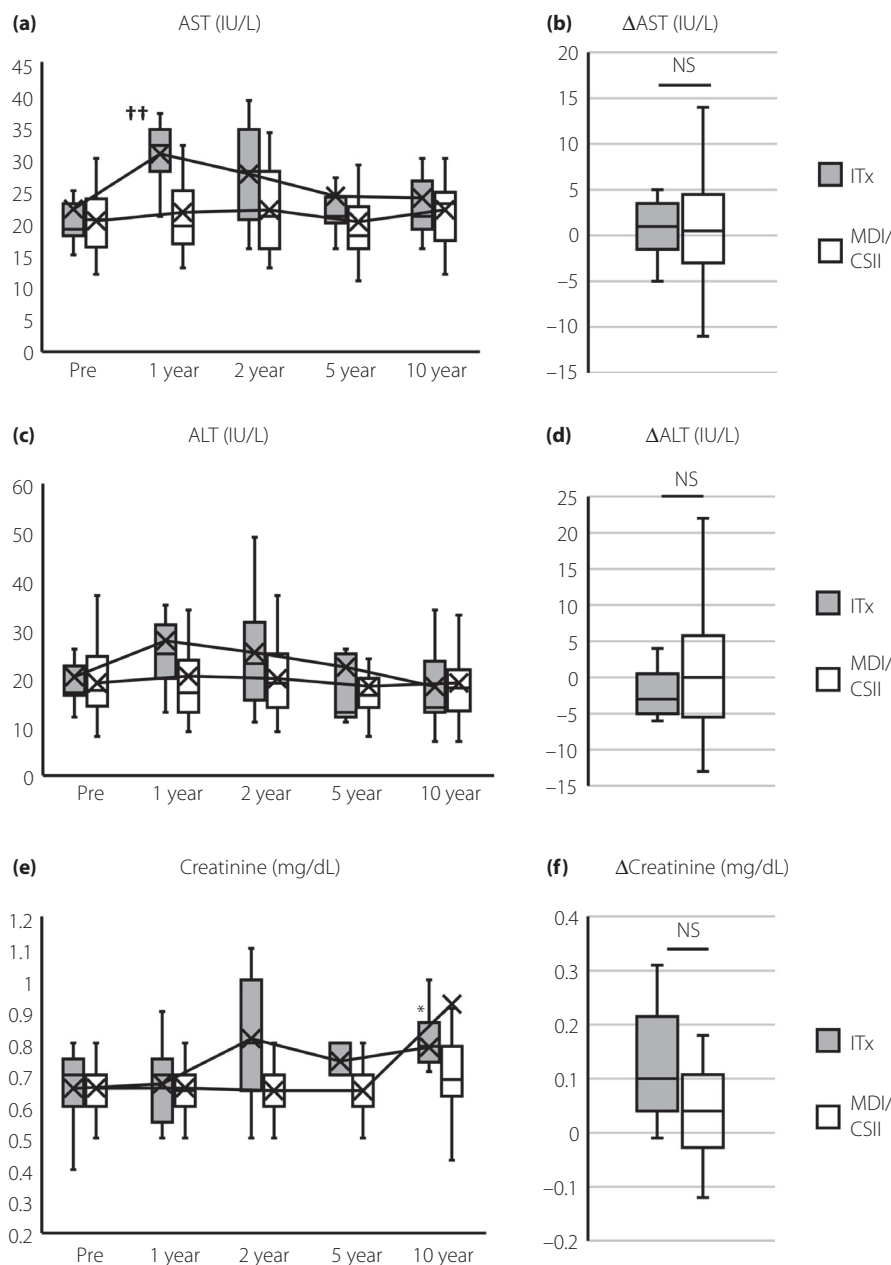 (a)
AST (IU/L)
45
40
35
30
25
20
15
10
5
0
††
Pre
1 year
2 year
5 year
10 year
(b)
ΔAST (IU/L)
20
15
10
5
0
−5
−10
−15
NS
ITx
MDI/
CSII
(c)
ALT (IU/L)
60
50
40
30
20
10
0
Pre
1 year
2 year
5 year
10 year
(d)
ΔALT (IU/L)
NS
25
20
15
10
5
0
−5
−10
−15
ITx
MDI/
CSII
(e)
Creatinine (mg/dL)
1.2
1.1
1
0.9
0.8
0.7
0.6
0.5
0.4
0.3
0.2
*
Pre
1 year
2 year
5 year
10 year
(f)
ΔCreatinine (mg/dL)
0.4
0.3
0.2
0.1
0
−0.1
−0.2
NS
ITx
MDI/
CSII